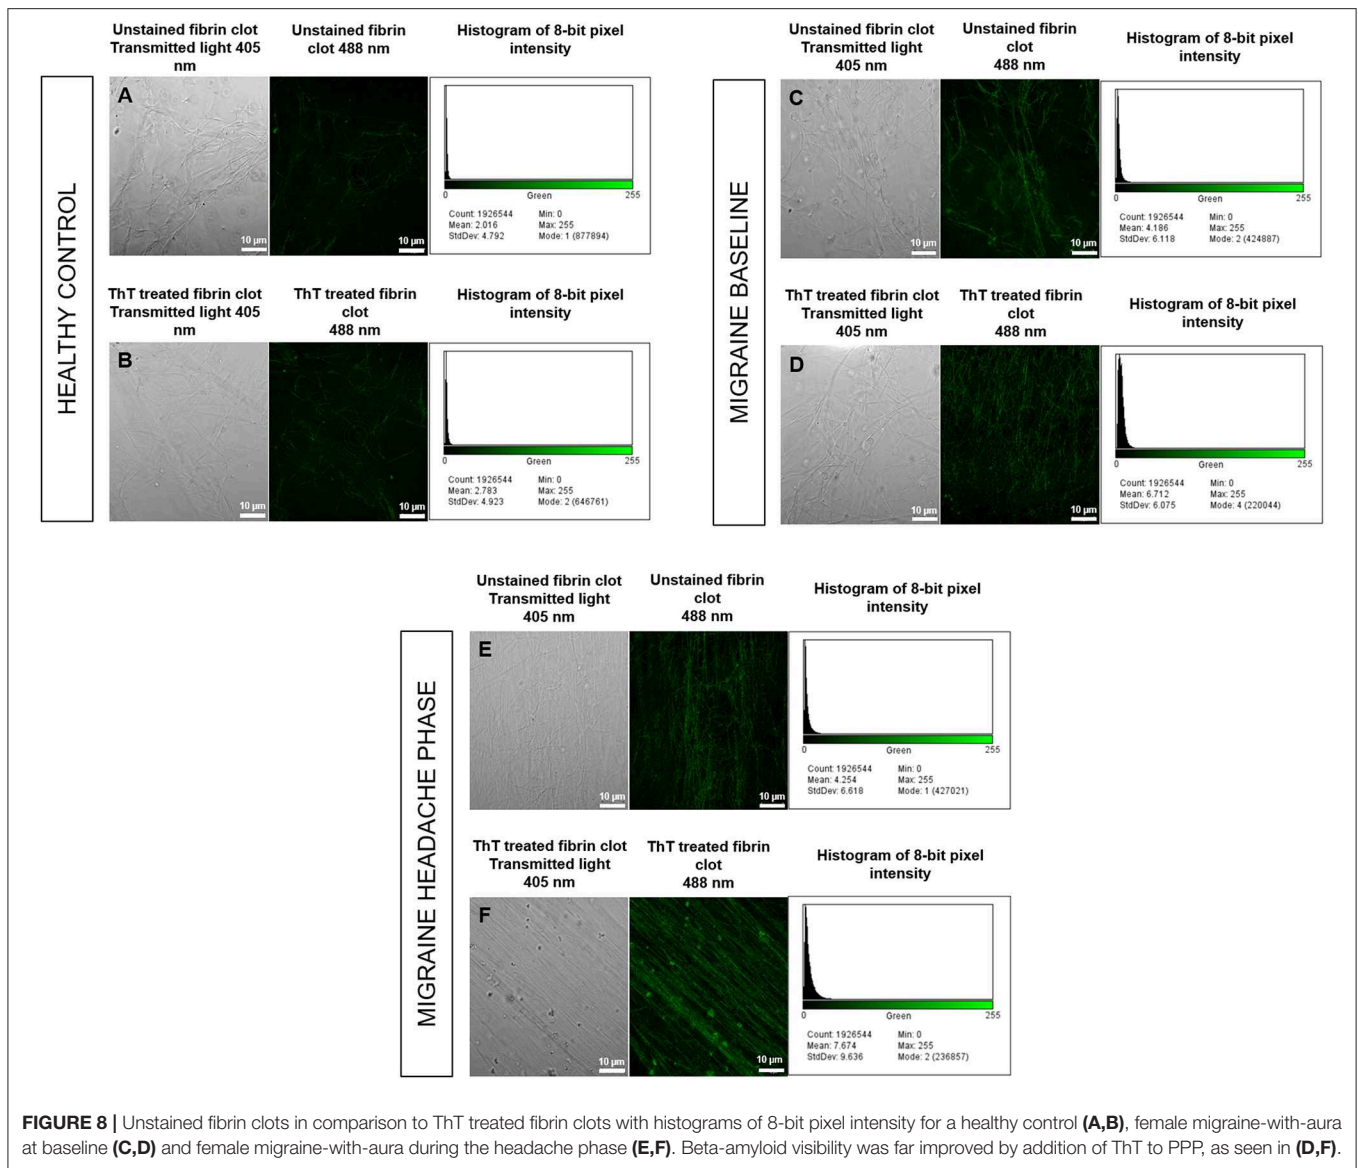 Unstained fibrin clot
Transmitted light 405
nm
Unstained fibrin
clot 488 nm
Histogram of 8-bit pixel
intensity
HEALTHY CONTROL
A
10 µm
10 µm
0
Green
255
Count: 1926544
Min: 0
Mean: 2.016
Max: 255
StdDev: 4.792
Mode: 1 (877894)
ThT treated fibrin clot
Transmitted light 405
nm
ThT treated fibrin
clot
488 nm
Histogram of 8-bit pixel
intensity
B
10 µm
10 µm
0
Green
255
Count: 1926544
Min: 0
Mean: 2.783
Max: 255
StdDev: 4.923
Mode: 2 (646761)
Unstained fibrin clot
Transmitted light
405 nm
Unstained fibrin
clot
488 nm
Histogram of 8-bit pixel
intensity
MIGRAINE BASELINE
C
10 µm
10 µm
0
Green
255
Count: 1926544
Min: 0
Mean: 4.186
Max: 255
StdDev: 6.118
Mode: 2 (424887)
ThT treated fibrin clot
Transmitted light
405 nm
ThT treated fibrin
clot
488 nm
Histogram of 8-bit pixel
intensity
D
10 µm
10 µm
0
Green
255
Count: 1926544
Min: 0
Mean: 6.712
Max: 255
StdDev: 6.075
Mode: 4 (220044)
Unstained fibrin clot
Transmitted light
405 nm
Unstained fibrin
clot
488 nm
Histogram of 8-bit pixel
intensity
MIGRAINE HEADACHE PHASE
E
10 µm
10 µm
0
Green
255
Count: 1926544
Min: 0
Mean: 4.254
Max: 255
StdDev: 6.618
Mode: 1 (427021)
ThT treated fibrin clot
Transmitted light
405 nm
ThT treated fibrin
clot
488 nm
Histogram of 8-bit pixel
intensity
F
10 µm
10 µm
0
Green
255
Count: 1926544
Min: 0
Mean: 7.674
Max: 255
StdDev: 9.636
Mode: 2 (236857)
FIGURE 8 | Unstained fibrin clots in comparison to ThT treated fibrin clots with histograms of 8-bit pixel intensity for a healthy control (A,B), female migraine-with-aura
at baseline (C,D) and female migraine-with-aura during the headache phase (E,F). Beta-amyloid visibility was far improved by addition of ThT to PPP, as seen in (D,F).